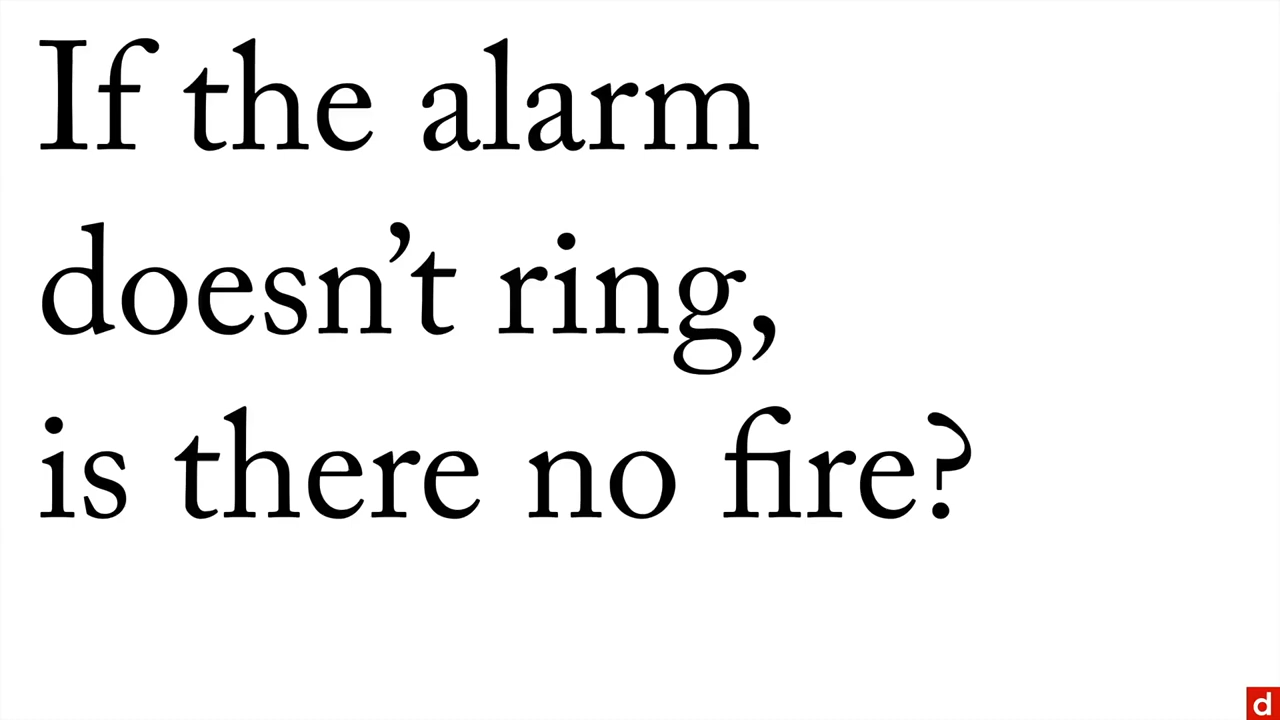 If the alarm
doesn’t ring,
is there no fire?
d